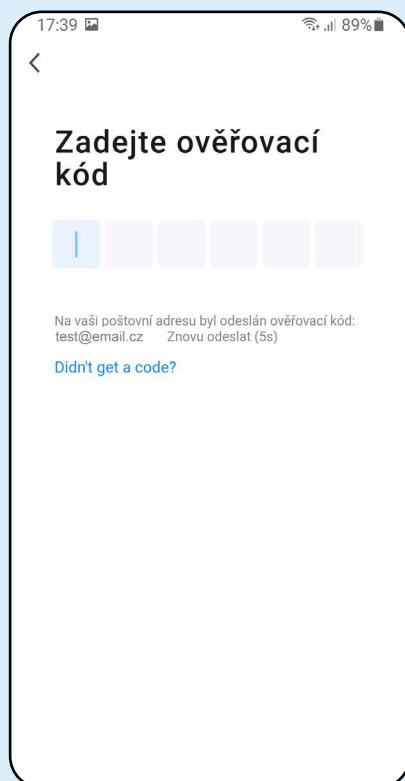 17:39 89%
Zadejte ověřovací
kód
Na vaši poštovní adresu byl odeslán ověřovací kód:
test@email.cz Znovu odeslat (5s)
Didn't get a code?